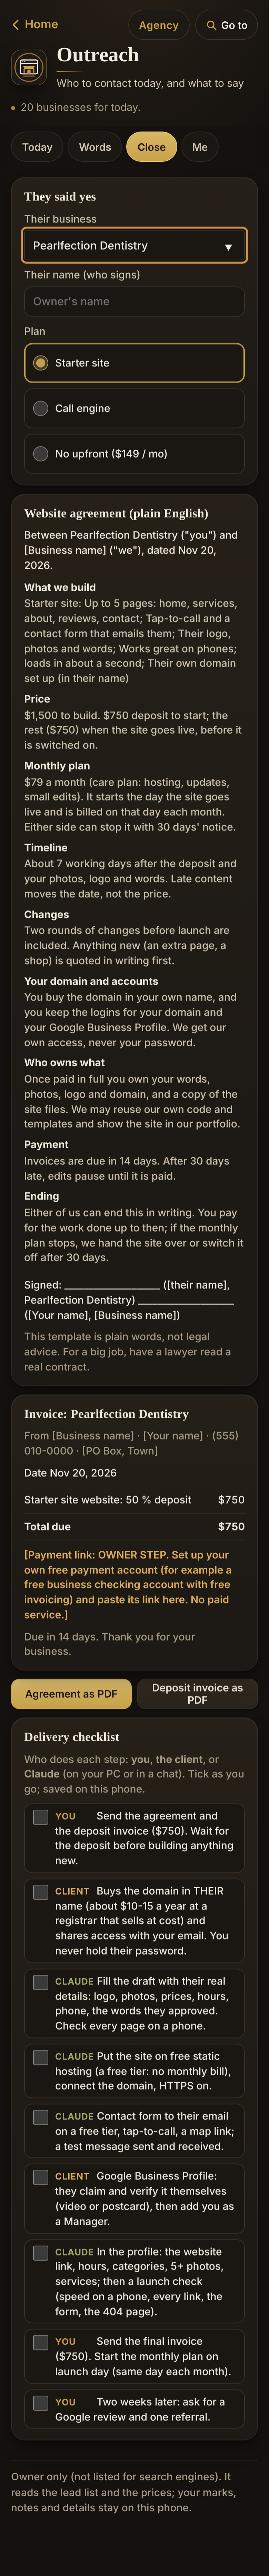 Home
Agency
Go to
Outreach
Who to contact today, and what to say
20 businesses for today.
Today
Words
Close
Me
They said yes
Their business
Pearlfection Dentistry
Their name (who signs)
Owner's name
Plan
Starter site
Call engine
No upfront ($149 / mo)
Website agreement (plain English)
Between Pearlfection Dentistry ("you") and
[Business name] ("we"), dated Nov 20,
2026.
What we build
Starter site: Up to 5 pages: home, services,
about, reviews, contact; Tap-to-call and a
contact form that emails them; Their logo,
photos and words; Works great on phones;
loads in about a second; Their own domain
set up (in their name)
Price
$1,500 to build. $750 deposit to start; the
rest ($750) when the site goes live, before it
is switched on.
Monthly plan
$79 a month (care plan: hosting, updates,
small edits). It starts the day the site goes
live and is billed on that day each month.
Either side can stop it with 30 days' notice.
Timeline
About 7 working days after the deposit and
your photos, logo and words. Late content
moves the date, not the price.
Changes
Two rounds of changes before launch are
included. Anything new (an extra page, a
shop) is quoted in writing first.
Your domain and accounts
You buy the domain in your own name, and
you keep the logins for your domain and
your Google Business Profile. We get our
own access, never your password.
Who owns what
Once paid in full you own your words,
photos, logo and domain, and a copy of the
site files. We may reuse our own code and
templates and show the site in our portfolio.
Payment
Invoices are due in 14 days. After 30 days
late, edits pause until it is paid.
Ending
Either of us can end this in writing. You pay
for the work done up to then; if the monthly
plan stops, we hand the site over or switch it
off after 30 days.
Signed: ____________________ ([their name],
Pearlfection Dentistry) ____________________
([Your name], [Business name])
This template is plain words, not legal
advice. For a big job, have a lawyer read a
real contract.
Invoice: Pearlfection Dentistry
From [Business name] · [Your name] · (555)
010-0000 · [PO Box, Town]
Date Nov 20, 2026
Starter site website: 50 % deposit $750
Total due $750
[Payment link: OWNER STEP. Set up your
own free payment account (for example a
free business checking account with free
invoicing) and paste its link here. No paid
service.]
Due in 14 days. Thank you for your
business.
Agreement as PDF
Deposit invoice as
PDF
Delivery checklist
Who does each step: you, the client, or
Claude (on your PC or in a chat). Tick as you
go; saved on this phone.
YOU Send the agreement and
the deposit invoice ($750). Wait for
the deposit before building anything
new.
CLIENT Buys the domain in THEIR
name (about $10-15 a year at a
registrar that sells at cost) and
shares access with your email. You
never hold their password.
CLAUDE Fill the draft with their real
details: logo, photos, prices, hours,
phone, the words they approved.
Check every page on a phone.
CLAUDE Put the site on free static
hosting (a free tier: no monthly bill),
connect the domain, HTTPS on.
CLAUDE Contact form to their email
on a free tier, tap-to-call, a map link;
a test message sent and received.
CLIENT Google Business Profile:
they claim and verify it themselves
(video or postcard), then add you as
a Manager.
CLAUDE In the profile: the website
link, hours, categories, 5+ photos,
services; then a launch check
(speed on a phone, every link, the
form, the 404 page).
YOU Send the final invoice
($750). Start the monthly plan on
launch day (same day each month).
YOU Two weeks later: ask for a
Google review and one referral.
Owner only (not listed for search engines). It
reads the lead list and the prices; your marks,
notes and details stay on this phone.